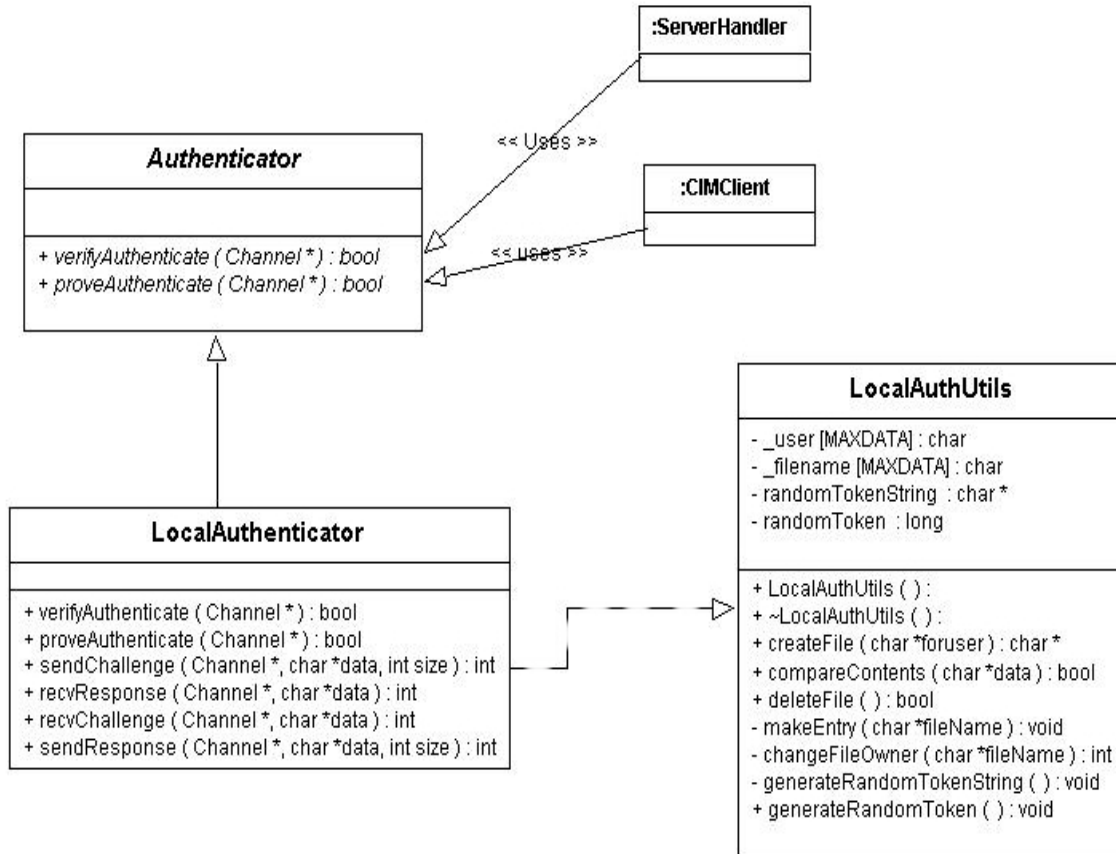 :ServerHandler
<< Uses >>
Authenticator
+ verifyAuthenticate ( Channel * ) : bool
+ proveAuthenticate ( Channel * ) : bool
:CIMClient
<< uses >>
LocalAuthenticator
+ verifyAuthenticate ( Channel * ) : bool
+ proveAuthenticate ( Channel * ) : bool
+ sendChallenge ( Channel *, char *data, int size ) : int
+ recvResponse ( Channel *, char *data ) : int
+ recvChallenge ( Channel *, char *data ) : int
+ sendResponse ( Channel *, char *data, int size ) : int
LocalAuthUtils
- _user [MAXDATA] : char
- _filename [MAXDATA] : char
- randomTokenString : char *
- randomToken : long
+ LocalAuthUtils ( ) :
+ ~LocalAuthUtils ( ) :
+ createFile ( char *foruser ) : char *
+ compareContents ( char *data ) : bool
+ deleteFile ( ) : bool
- makeEntry ( char *fileName ) : void
- changeFileOwner ( char *fileName ) : int
- generateRandomTokenString ( ) : void
+ generateRandomToken ( ) : void